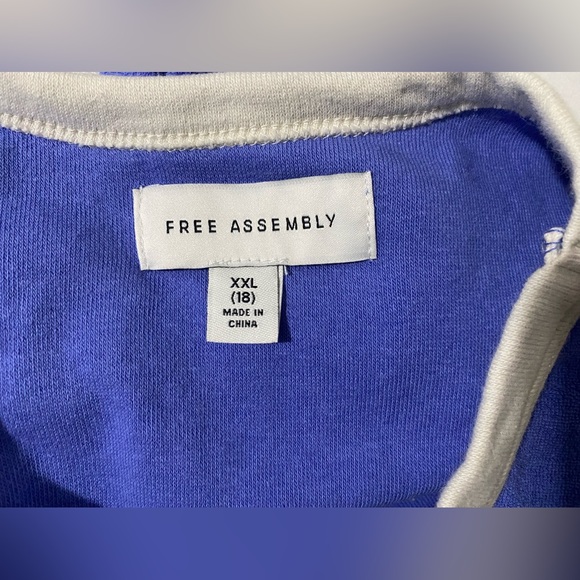 FREE ASSEMBLY
XXL
(18)
MADE IN
CHINA